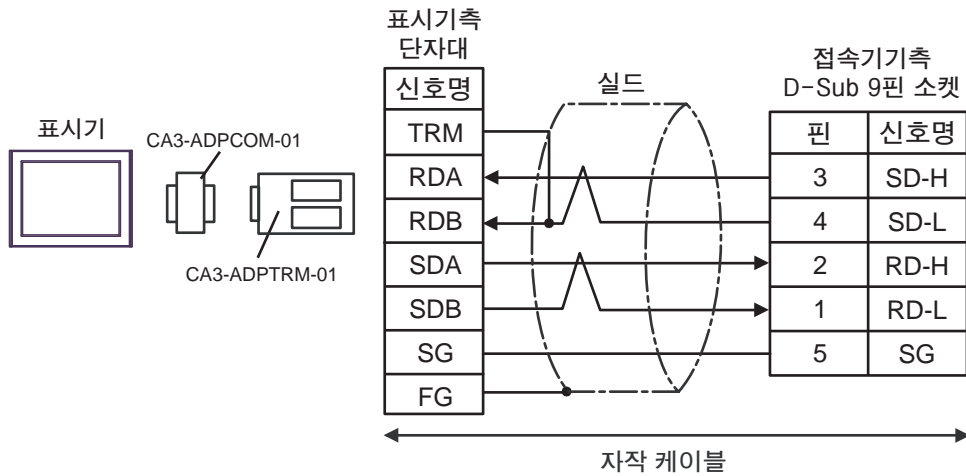 표시기
CA3-ADPCOM-01
CA3-ADPTRM-01
표시기측
단자대
신호명
TRM
RDA
RDB
SDA
SDB
SG
FG
실드
접속기기측
D-Sub 9핀 소켓
핀 신호명
3 SD-H
4 SD-L
2 RD-H
1 RD-L
5 SG
자작 케이블